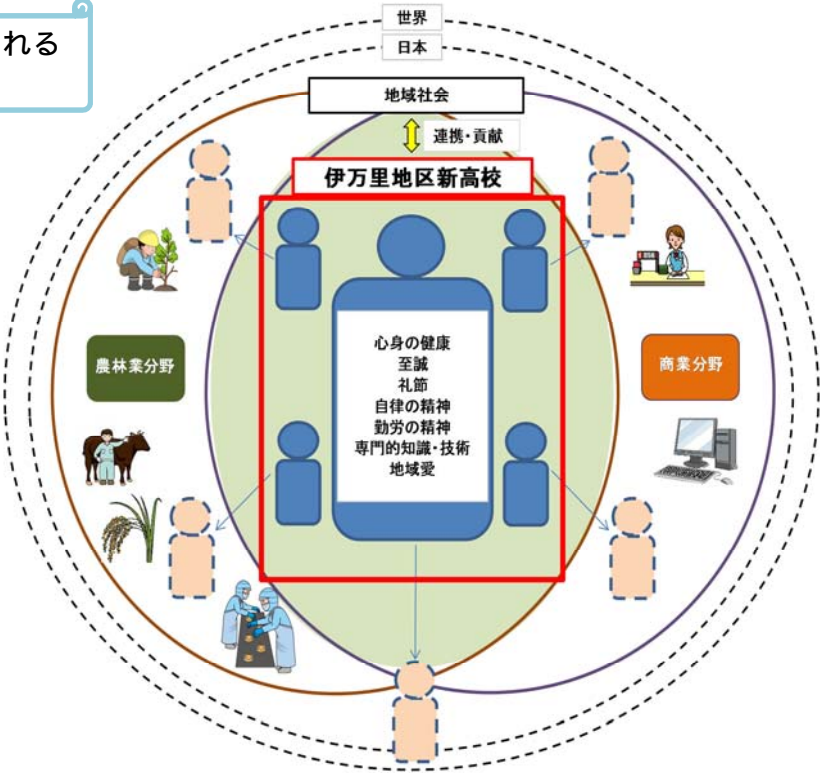 れる
世界
日本
地域社会
連携・貢献
伊万里地区新高校
心身の健康
至誠
礼節
自律の精神
勤労の精神
専門的知識・技術
地域愛
農林業分野
商業分野